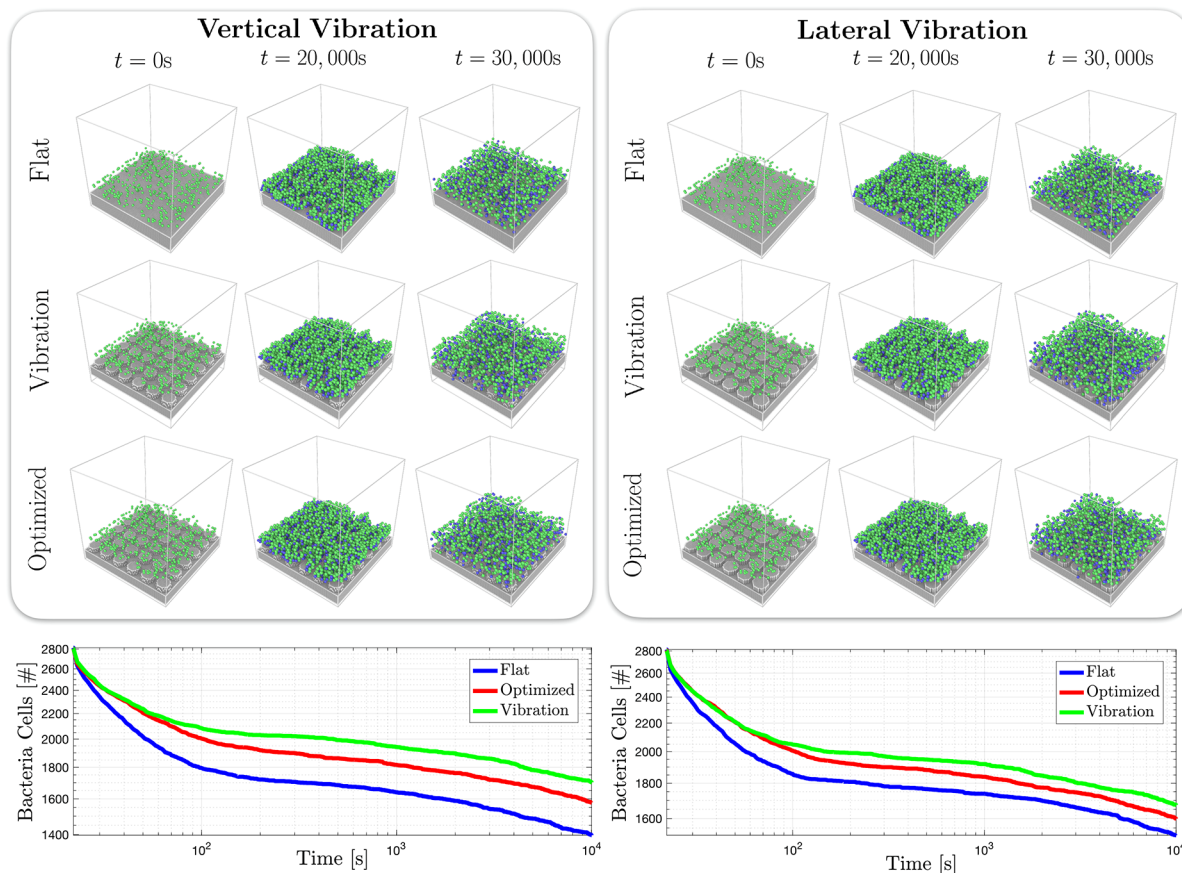 Vertical Vibration
t = 0s
t = 20,000s
t = 30,000s
Flat
Vibration
Optimized
Lateral Vibration
t = 0s
t = 20,000s
t = 30,000s
Flat
Vibration
Optimized
Bacteria Cells [#]
2800
2600
2400
2200
2000
1800
1600
1400
Flat
Optimized
Vibration
10²
10³
10⁴
Time [s]
Bacteria Cells [#]
2800
2600
2400
2200
2000
1800
1600
Flat
Optimized
Vibration
10²
10³
10⁴
Time [s]